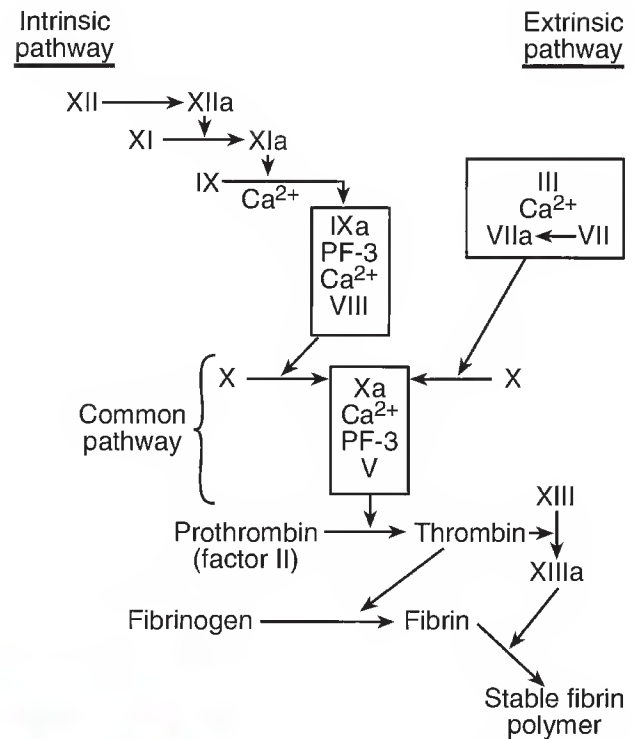 Intrinsic
pathway
Extrinsic
pathway
XII XIIa
XI XIa
IX
Ca2+
IXa
PF-3
Ca2+
VIII
III
Ca2+
VIIa VII
X
X
Xa
Ca2+
PF-3
V
Common
pathway
Prothrombin
(factor II)
Thrombin
XIII
XIIIa
Fibrinogen
Fibrin
Stable fibrin
polymer